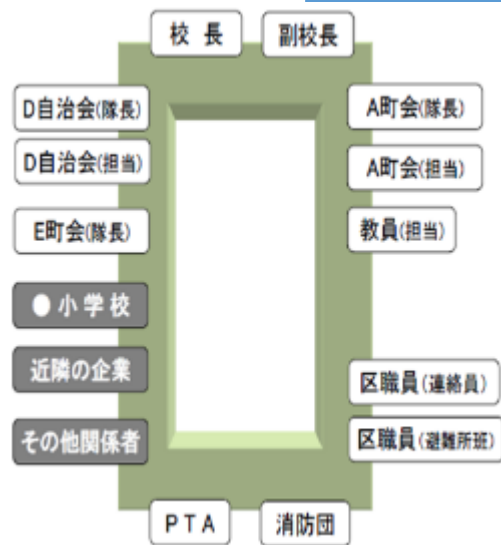 校 長
副校長
D自治会(隊長)
D自治会(担当)
E町会(隊長)
●小学校
近隣の企業
その他関係者
A町会(隊長)
A町会(担当)
教員(担当)
区職員(連絡員)
区職員(避難所班)
PTA
消防団